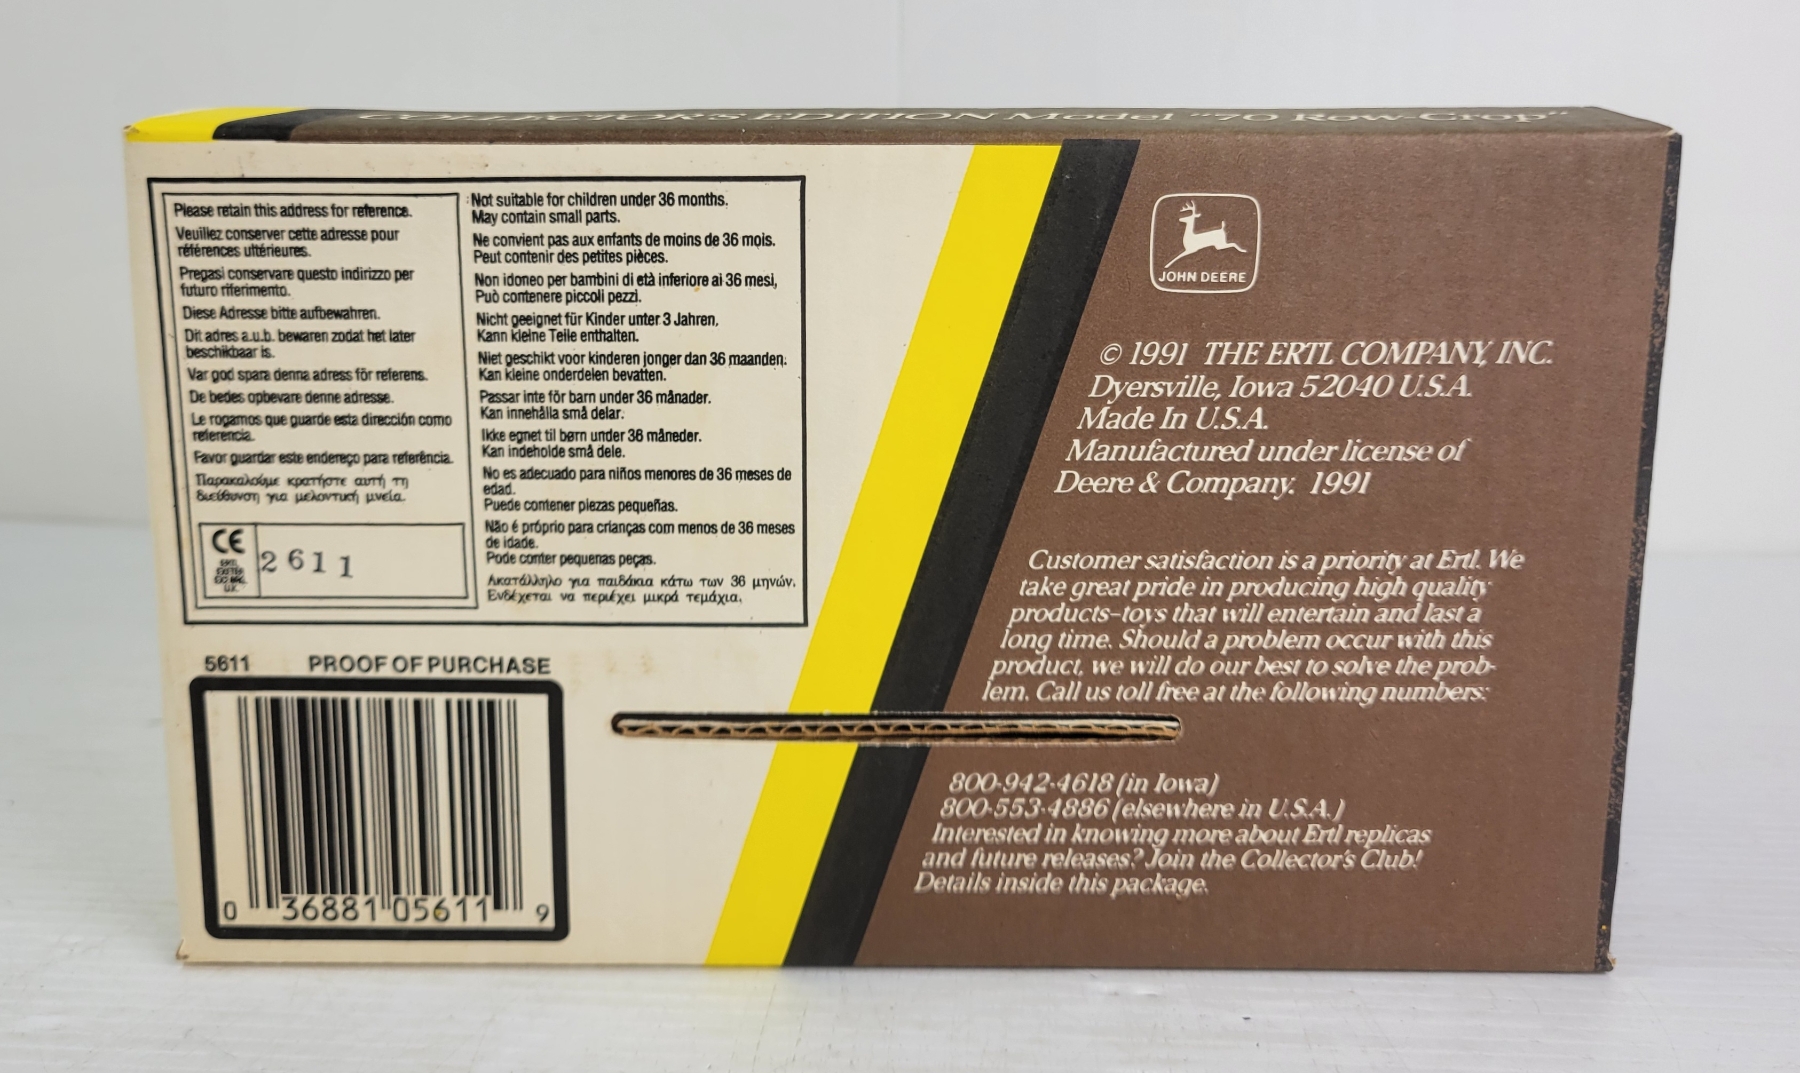 COLLECTOR'S EDITION Model "70 Row-Crop"
Please retain this address for reference.
Veuillez conserver cette adresse pour
références ultérieures.
Pregasi conservare questo indirizzo per
futuro riferimento.
Diese Adresse bitte aufbewahren.
Dit adres a.u.b. bewaren zodat het later
beschikbaar is.
Var god spara denna adress för referens.
De bedes opbevare denne adresse.
Le rogamos que guarde esta dirección como
referencia.
Favor guardar este endereço para referência.
Παρακαλούμε κρατήστε αυτή τη
διεύθυνση για μελοντική μνεία.
CE
2611
Not suitable for children under 36 months.
May contain small parts.
Ne convient pas aux enfants de moins de 36 mois.
Peut contenir des petites pièces.
Non idoneo per bambini di età inferiore ai 36 mesi,
Può contenere piccoli pezzi.
Nicht geeignet für Kinder unter 3 Jahren,
Kann kleine Teile enthalten.
Niet geschikt voor kinderen jonger dan 36 maanden.
Kan kleine onderdelen bevatten.
Passar inte för barn under 36 månader.
Kan innehålla små delar.
Ikke egnet til børn under 36 måneder.
Kan indeholde små dele.
No es adecuado para niños menores de 36 meses de
edad.
Puede contener piezas pequeñas.
Não é próprio para crianças com menos de 36 meses
de idade.
Pode conter pequenas peças.
Ακατάλληλο για παιδάκια κάτω των 36 μηνών.
Ενδέχεται να περιέχει μικρά τεμάχια.
5611 PROOF OF PURCHASE
0 36881 05611 9
JOHN DEERE
© 1991 THE ERTL COMPANY, INC.
Dyersville, Iowa 52040 U.S.A.
Made In U.S.A.
Manufactured under license of
Deere & Company. 1991
Customer satisfaction is a priority at Ertl. We
take great pride in producing high quality
products–toys that will entertain and last a
long time. Should a problem occur with this
product, we will do our best to solve the prob-
lem. Call us toll free at the following numbers:
800-942-4618 (in Iowa)
800-553-4886 (elsewhere in U.S.A.)
Interested in knowing more about Ertl replicas
and future releases? Join the Collector's Club!
Details inside this package.